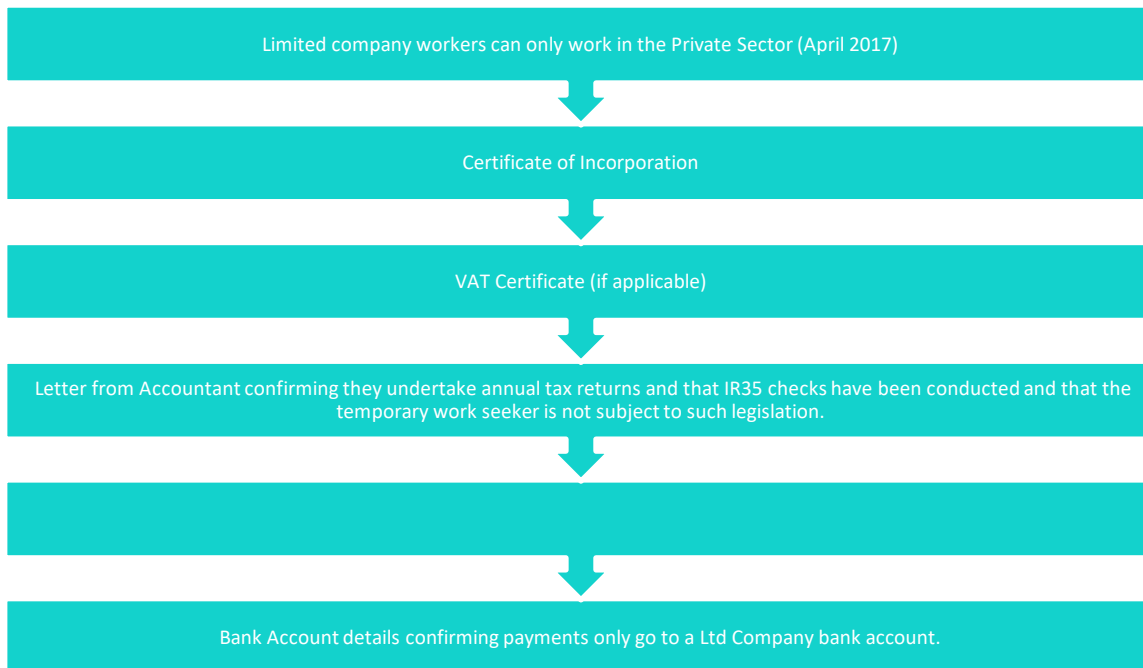 Limited company workers can only work in the Private Sector (April 2017)
Certificate of Incorporation
VAT Certificate (if applicable)
Letter from Accountant confirming they undertake annual tax returns and that IR35 checks have been conducted and that the
temporary work seeker is not subject to such legislation.
Bank Account details confirming payments only go to a Ltd Company bank account.